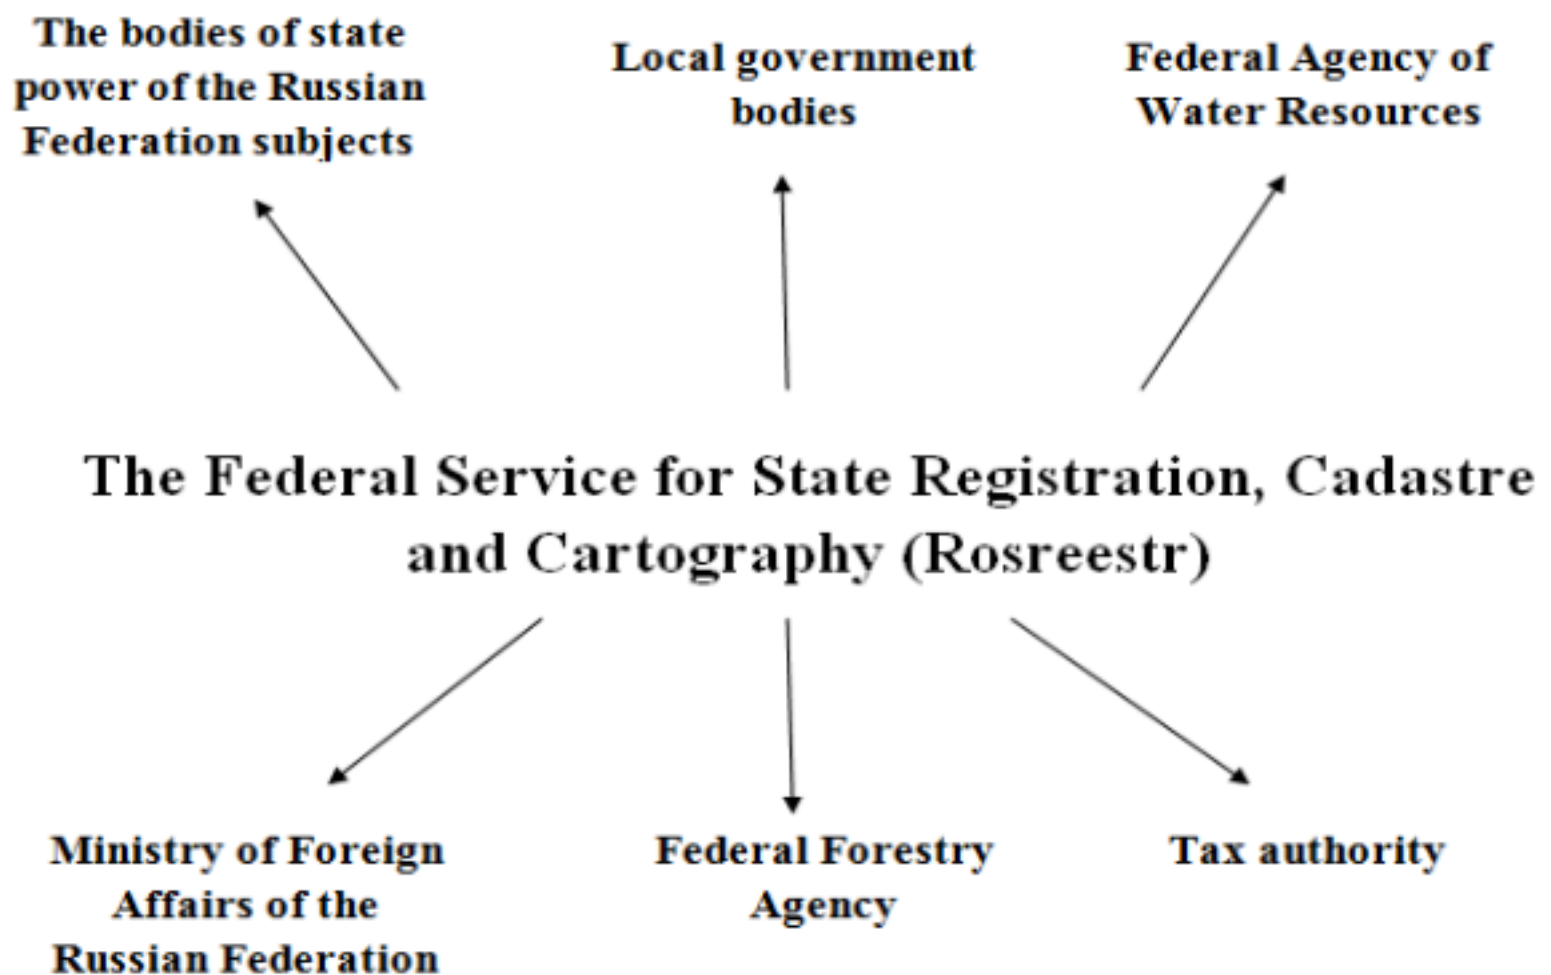 The bodies of state
power of the Russian
Federation subjects
Local government
bodies
Federal Agency of
Water Resources
The Federal Service for State Registration, Cadastre
and Cartography (Rosreestr)
Ministry of Foreign
Affairs of the
Russian Federation
Federal Forestry
Agency
Tax authority